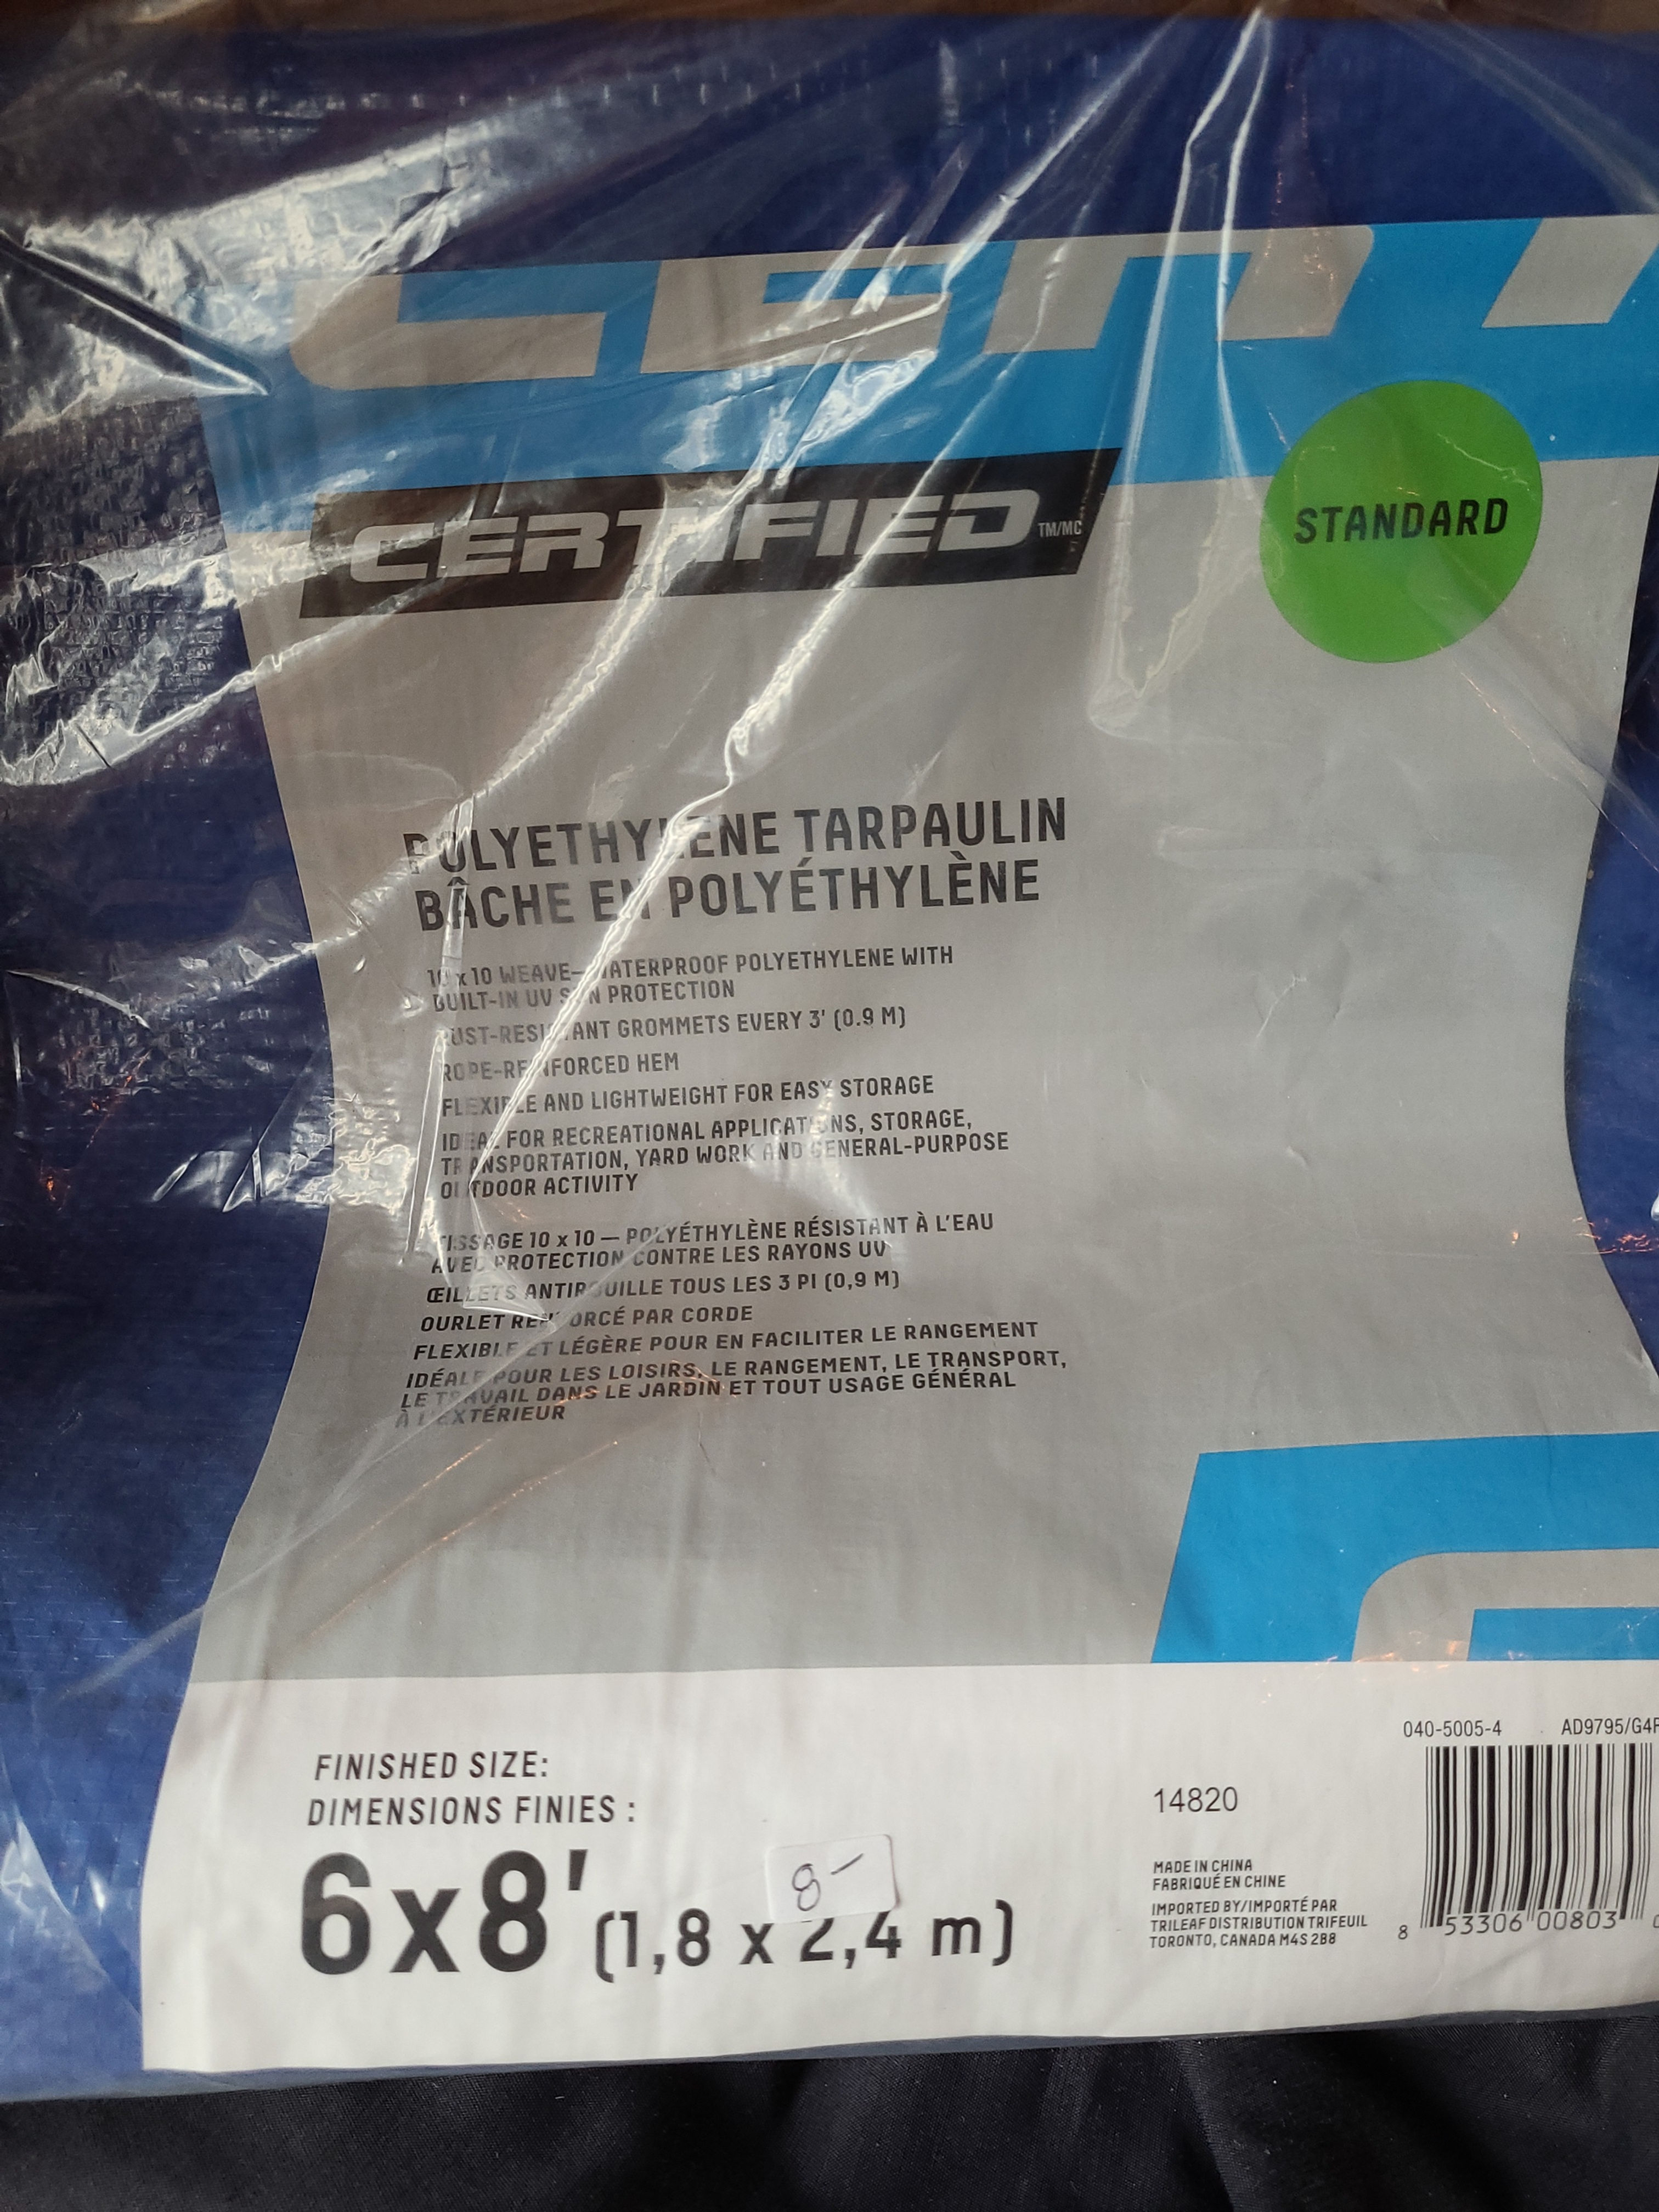 CERTIFIED TM/MC
STANDARD
POLYETHYLENE TARPAULIN
BÂCHE EN POLYÉTHYLÈNE
10 x 10 WEAVE—WATERPROOF POLYETHYLENE WITH
BUILT-IN UV SUN PROTECTION
RUST-RESISTANT GROMMETS EVERY 3' (0.9 M)
ROPE-REINFORCED HEM
FLEXIBLE AND LIGHTWEIGHT FOR EASY STORAGE
IDEAL FOR RECREATIONAL APPLICATIONS, STORAGE,
TRANSPORTATION, YARD WORK AND GENERAL-PURPOSE
OUTDOOR ACTIVITY
TISSAGE 10 x 10 — POLYÉTHYLÈNE RÉSISTANT À L'EAU
AVEC PROTECTION CONTRE LES RAYONS UV
ŒILLETS ANTIROUILLE TOUS LES 3 PI (0,9 M)
OURLET RENFORCÉ PAR CORDE
FLEXIBLE ET LÉGÈRE POUR EN FACILITER LE RANGEMENT
IDÉALE POUR LES LOISIRS, LE RANGEMENT, LE TRANSPORT,
LE TRAVAIL DANS LE JARDIN ET TOUT USAGE GÉNÉRAL
À L'EXTÉRIEUR
FINISHED SIZE:
DIMENSIONS FINIES :
6x8' (1,8 x 2,4 m)
8–
14820
MADE IN CHINA
FABRIQUÉ EN CHINE
IMPORTED BY/IMPORTÉ PAR
TRILEAF DISTRIBUTION TRIFEUIL
TORONTO, CANADA M4S 2B8
040-5005-4 AD9795/G4
8 53306 00803